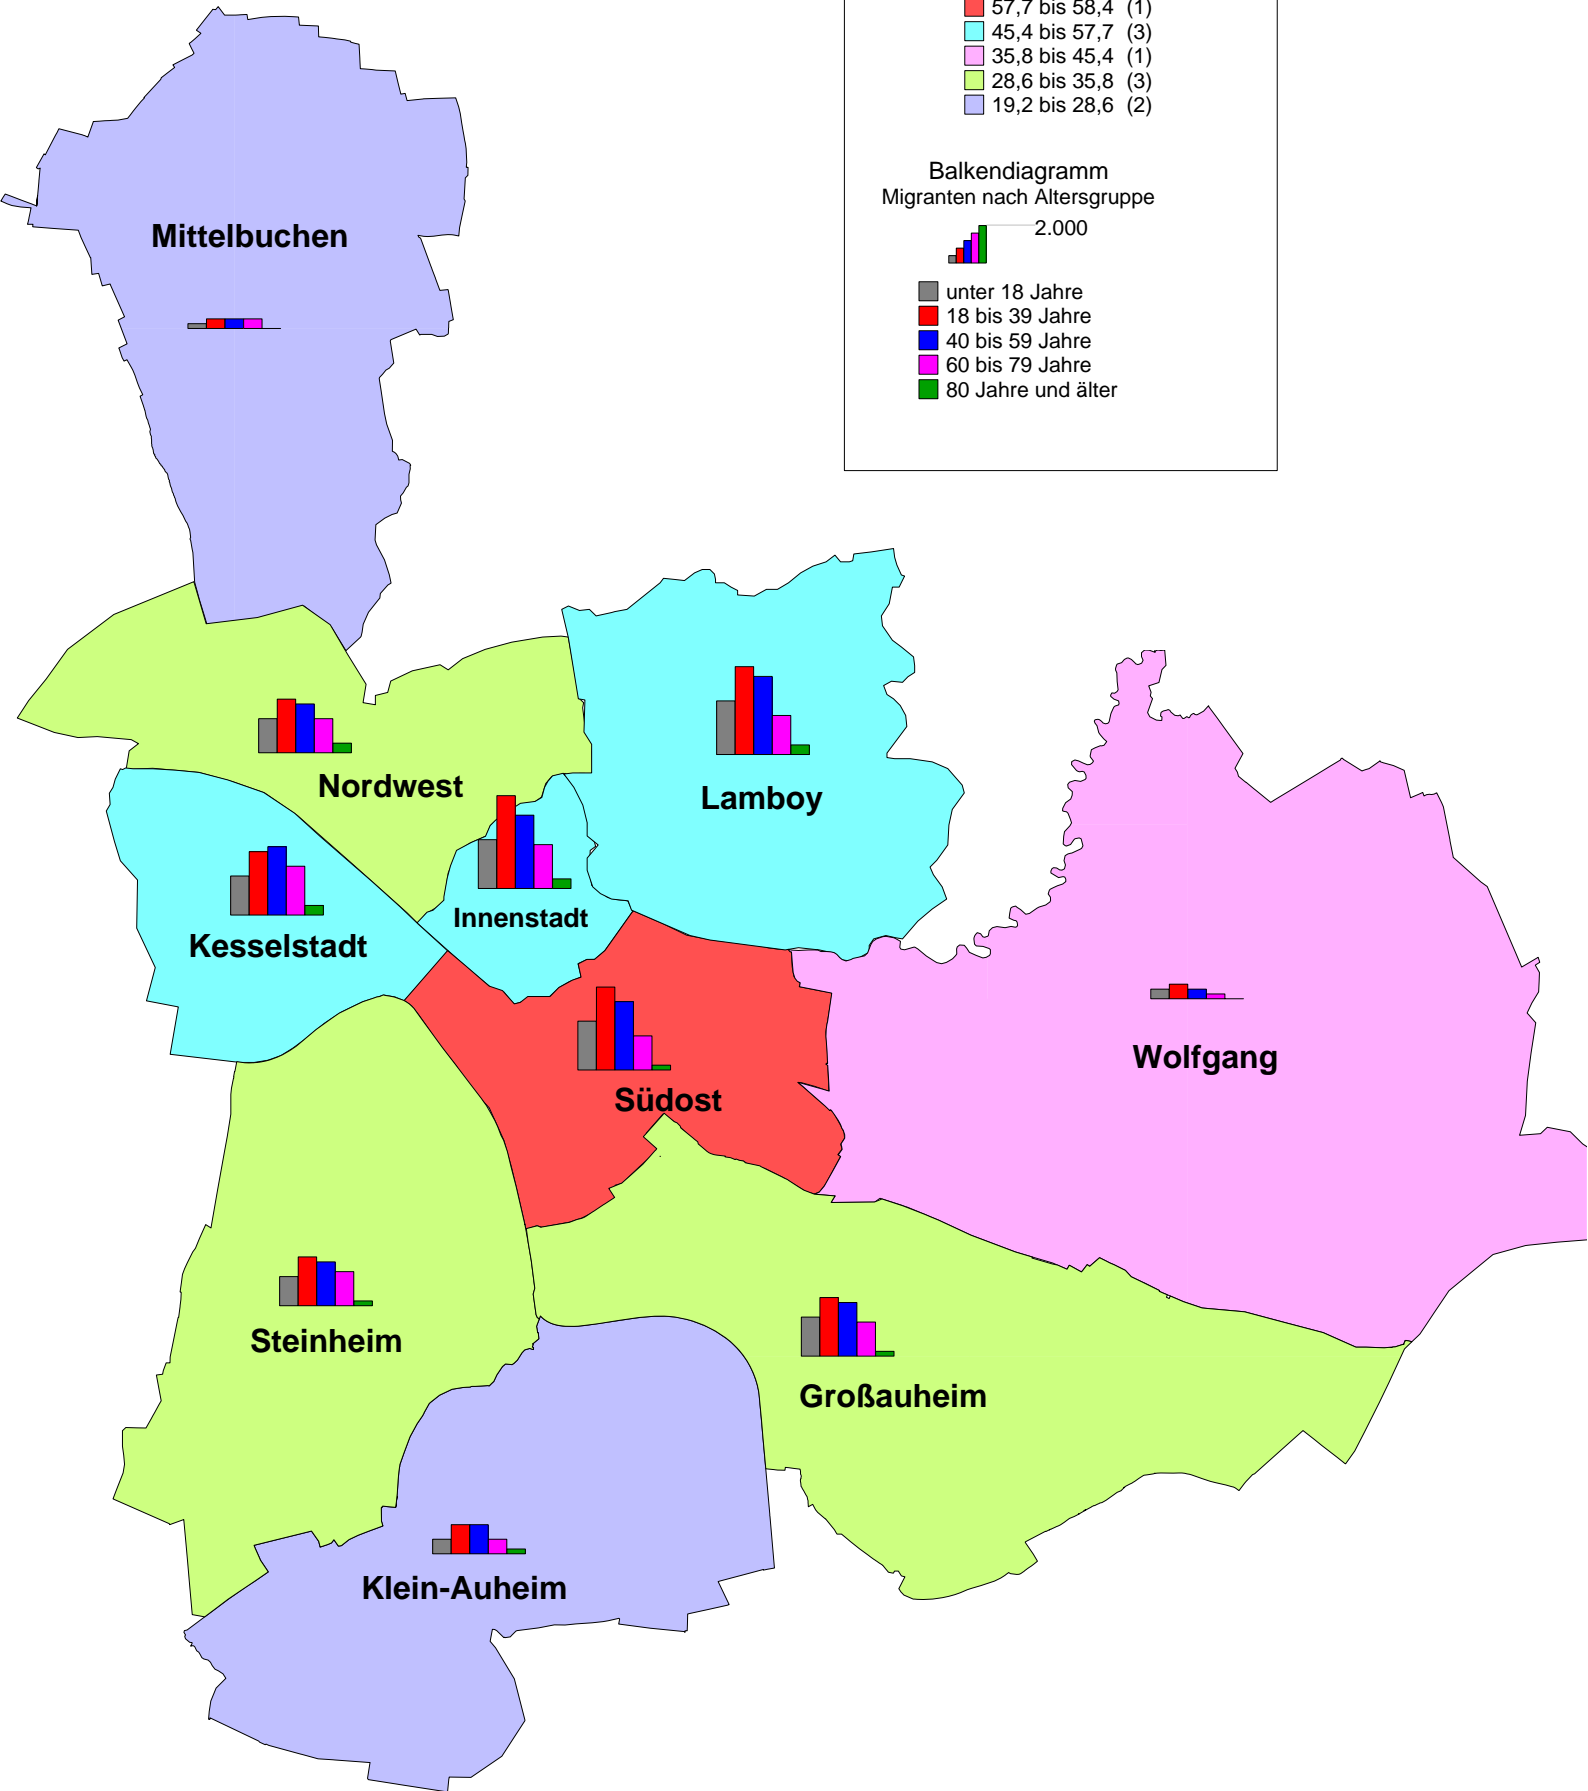 57,7 bis 58,4 (1)
45,4 bis 57,7 (3)
35,8 bis 45,4 (1)
28,6 bis 35,8 (3)
19,2 bis 28,6 (2)
Balkendiagramm
Migranten nach Altersgruppe
2.000
unter 18 Jahre
18 bis 39 Jahre
40 bis 59 Jahre
60 bis 79 Jahre
80 Jahre und älter
Mittelbuchen
Nordwest
Lamboy
Innenstadt
Kesselstadt
Wolfgang
Südost
Steinheim
Großauheim
Klein-Auheim